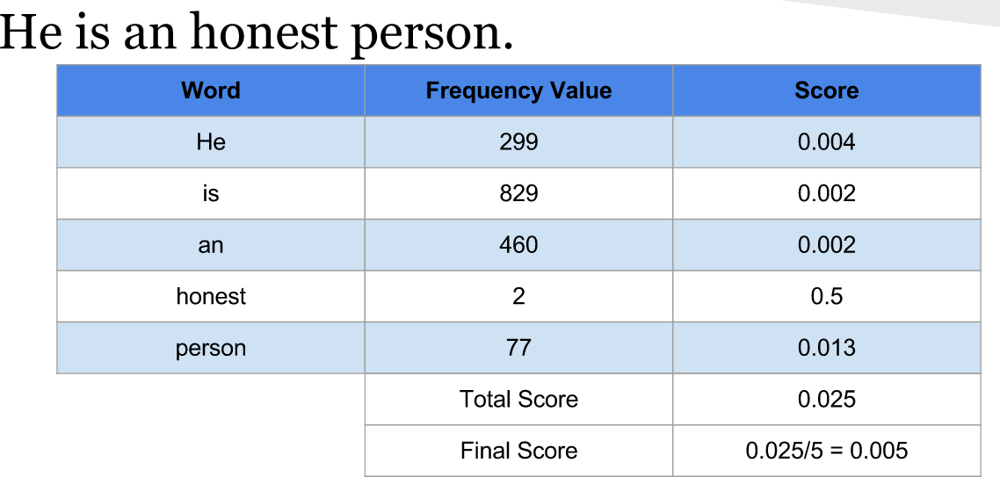 He is an honest person.
Word Frequency Value Score
He 299 0.004
is 829 0.002
an 460 0.002
honest 2 0.5
person 77 0.013
Total Score 0.025
Final Score 0.025/5 = 0.005